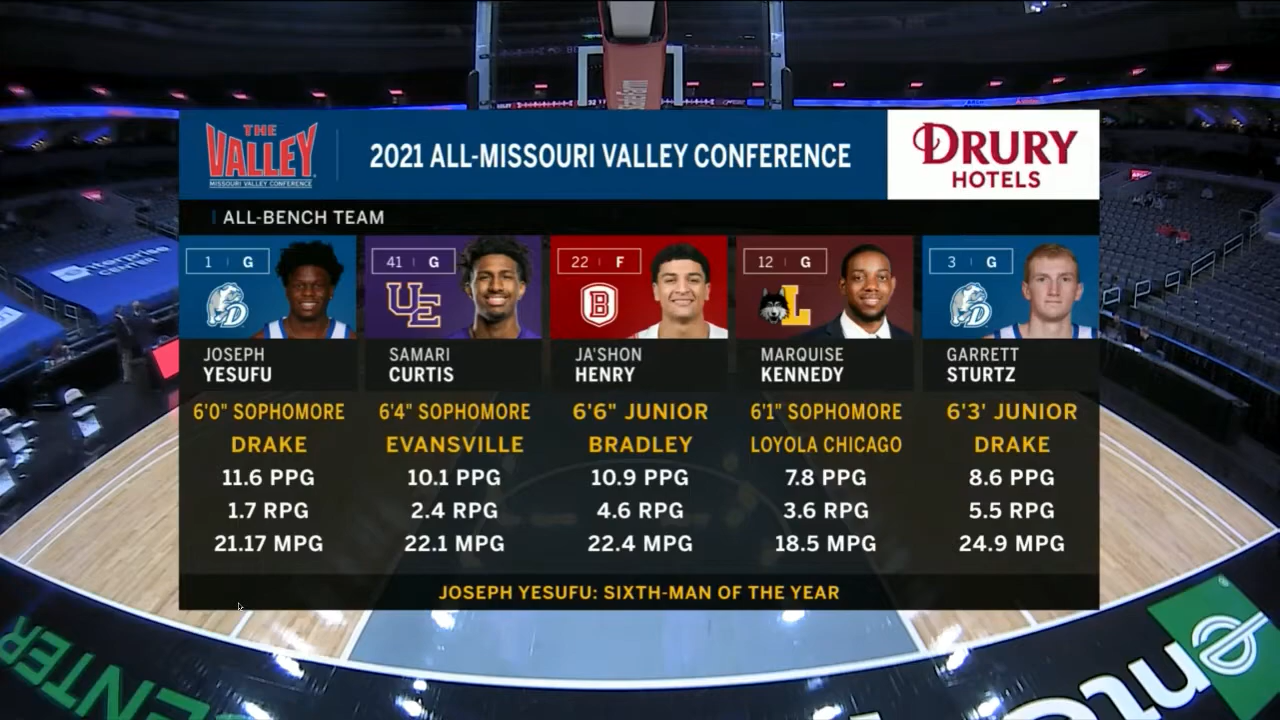 THE
VALLEY
MISSOURI VALLEY CONFERENCE
2021 ALL-MISSOURI VALLEY CONFERENCE
DRURY
HOTELS
ALL-BENCH TEAM
1 G
41 G
22 F
12 G
3 G
D
UE
B
L
D
JOSEPH
YESUFU
SAMARI
CURTIS
JA'SHON
HENRY
MARQUISE
KENNEDY
GARRETT
STURTZ
6'0" SOPHOMORE
6'4" SOPHOMORE
6'6" JUNIOR
6'1" SOPHOMORE
6'3' JUNIOR
DRAKE
EVANSVILLE
BRADLEY
LOYOLA CHICAGO
DRAKE
11.6 PPG
10.1 PPG
10.9 PPG
7.8 PPG
8.6 PPG
1.7 RPG
2.4 RPG
4.6 RPG
3.6 RPG
5.5 RPG
21.17 MPG
22.1 MPG
22.4 MPG
18.5 MPG
24.9 MPG
JOSEPH YESUFU: SIXTH-MAN OF THE YEAR
enterprise
CENTER
CENTER